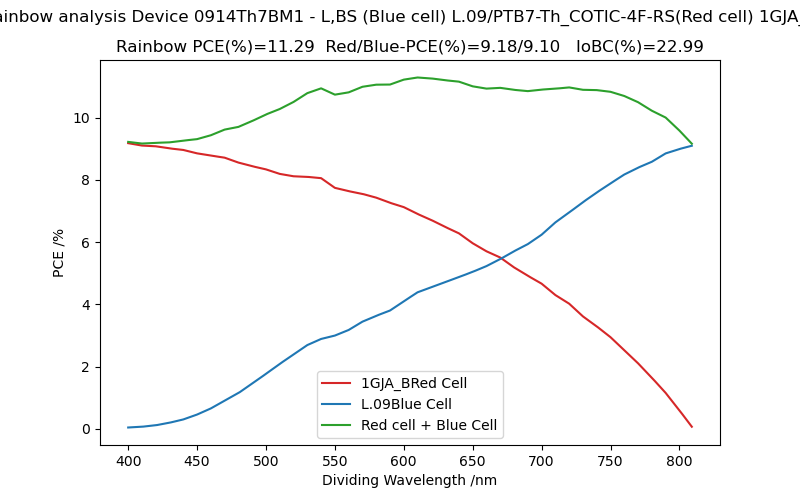 inbow analysis Device 0914Th7BM1 - L,BS (Blue cell) L.09/PTB7-Th_COTIC-4F-RS(Red cell) 1GJA_
Rainbow PCE(%)=11.29 Red/Blue-PCE(%)=9.18/9.10 IoBC(%)=22.99
PCE /%
10
8
6
4
2
0
1GJA_BRed Cell
L.09Blue Cell
Red cell + Blue Cell
400 450 500 550 600 650 700 750 800
Dividing Wavelength /nm